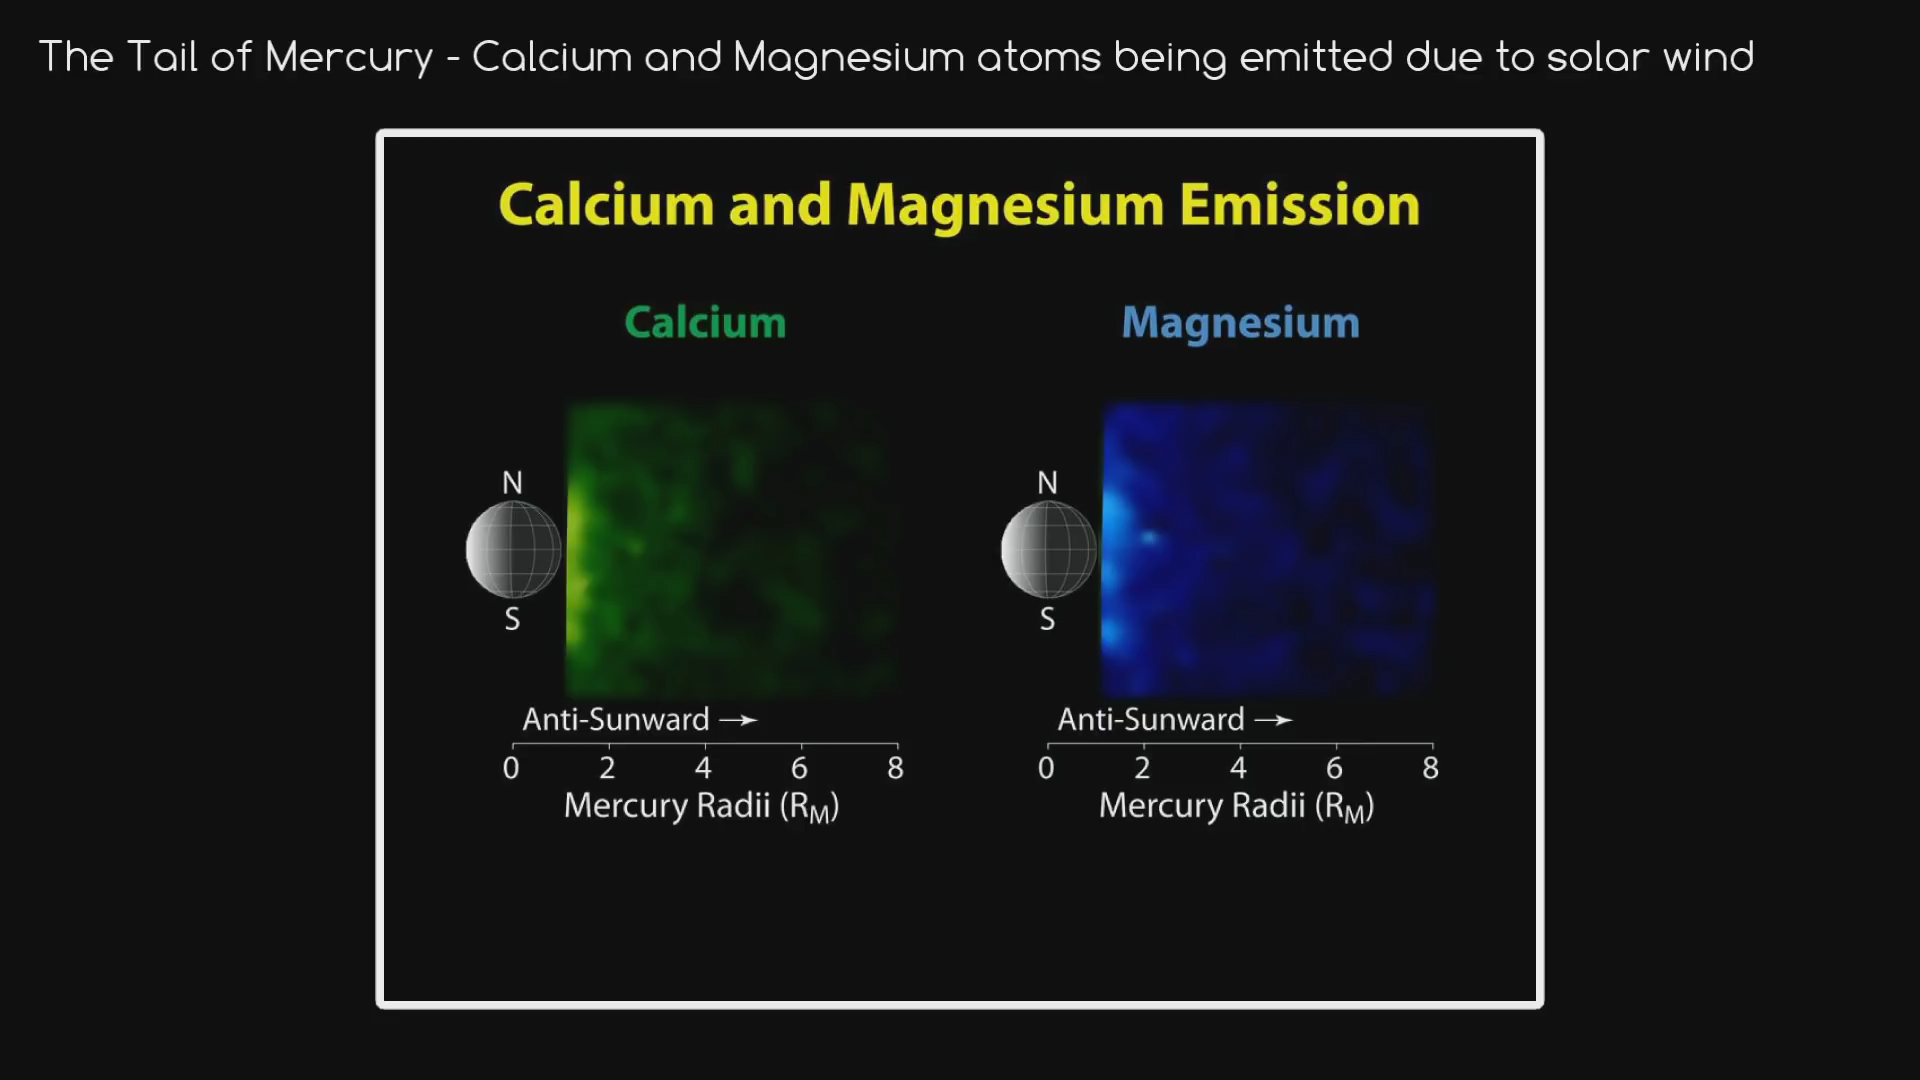 The Tail of Mercury - Calcium and Magnesium atoms being emitted due to solar wind
Calcium and Magnesium Emission
Calcium
Magnesium
N
S
Anti-Sunward →
0 2 4 6 8
Mercury Radii (RM)
N
S
Anti-Sunward →
0 2 4 6 8
Mercury Radii (RM)